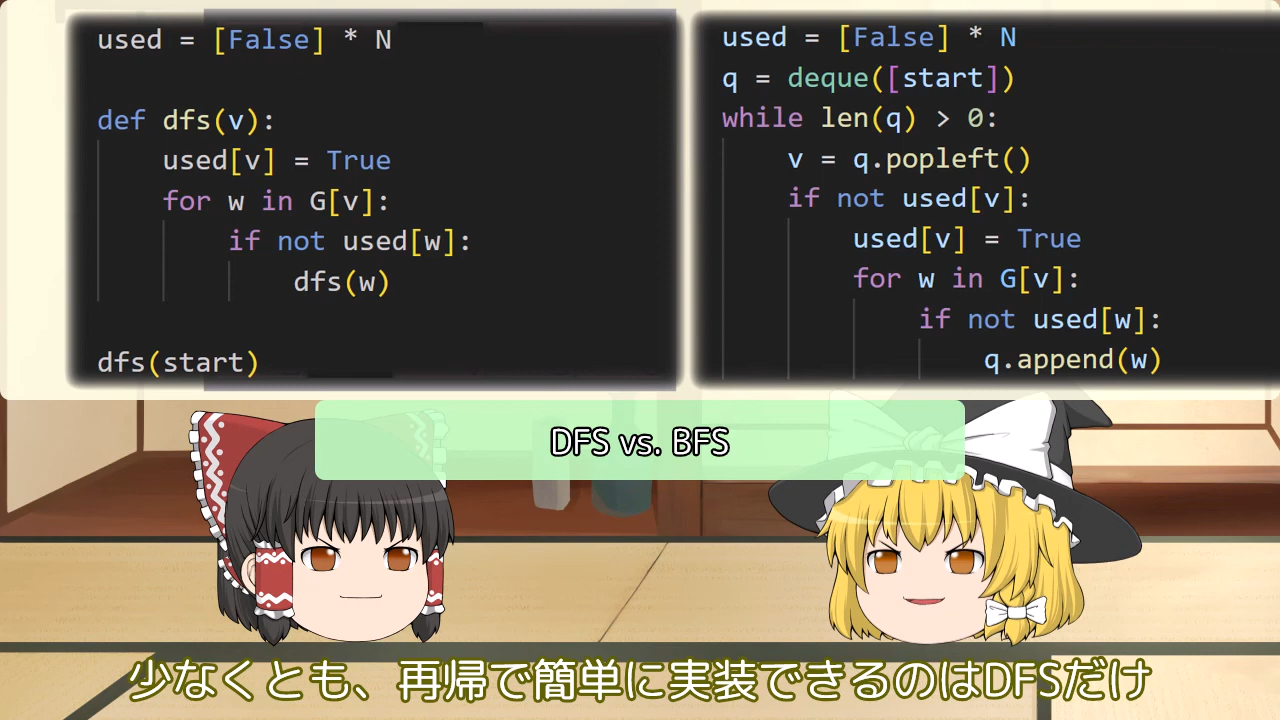 used = [False] * N
def dfs(v):
    used[v] = True
    for w in G[v]:
        if not used[w]:
            dfs(w)
dfs(start)
used = [False] * N
q = deque([start])
while len(q) > 0:
    v = q.popleft()
    if not used[v]:
        used[v] = True
        for w in G[v]:
            if not used[w]:
                q.append(w)
DFS vs. BFS
少なくとも、再帰で簡単に実装できるのはDFSだけ